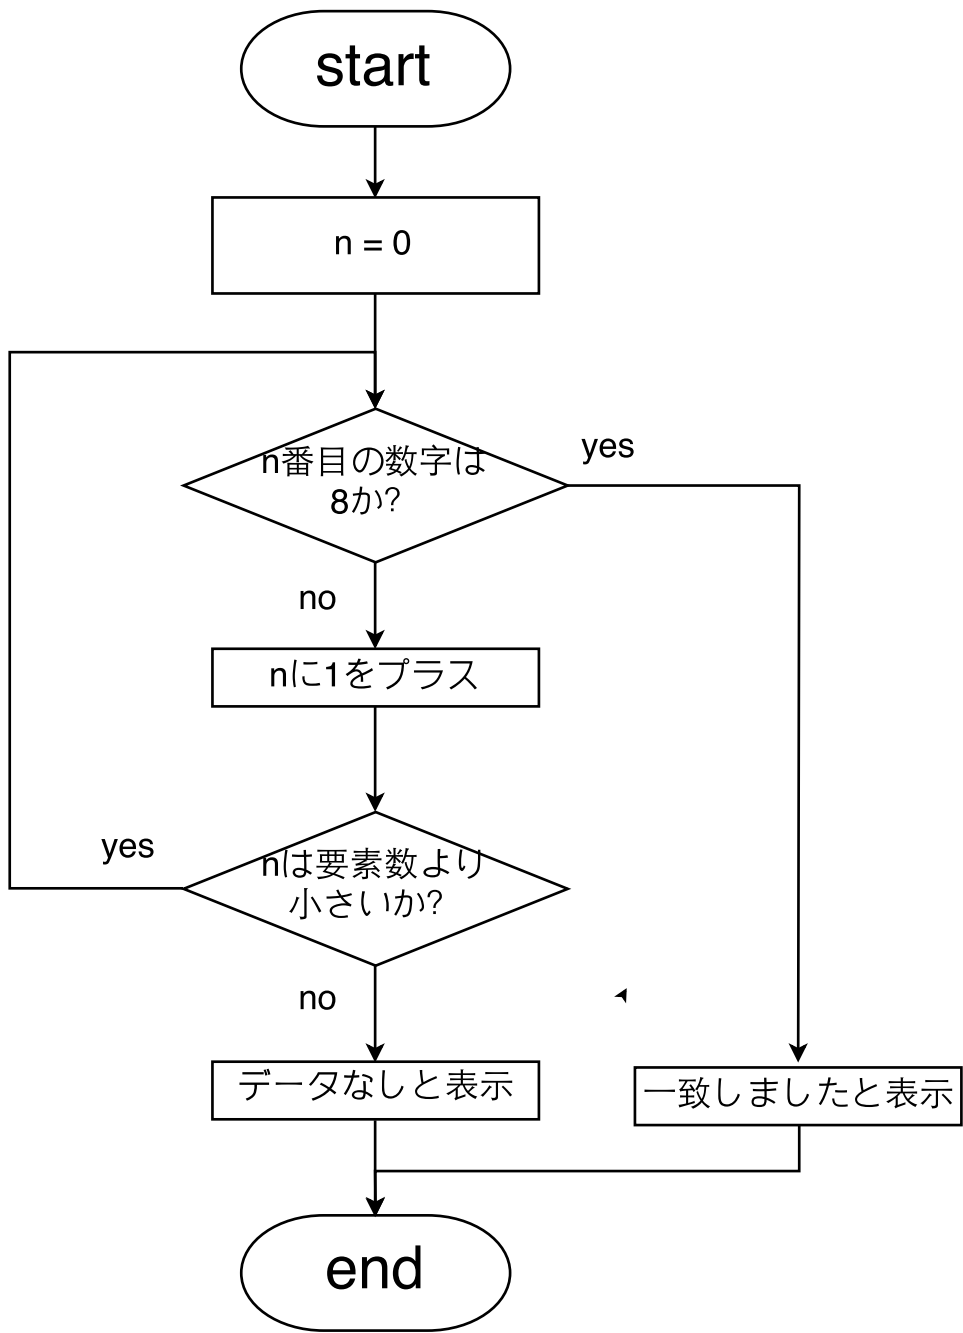 start
n = 0
n番目の数字は
8か?
yes
no
nに1をプラス
yes
nは要素数より
小さいか?
no
データなしと表示
一致しましたと表示
end